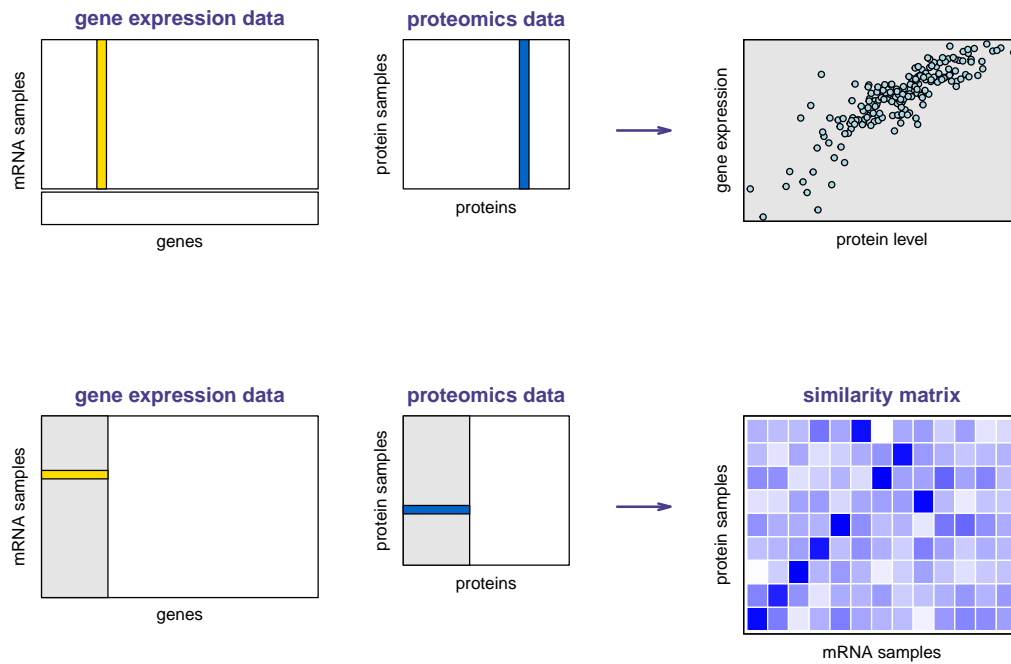 gene expression data
mRNA samples
genes
proteomics data
protein samples
proteins
gene expression
protein level
gene expression data
mRNA samples
genes
proteomics data
protein samples
proteins
similarity matrix
protein samples
mRNA samples